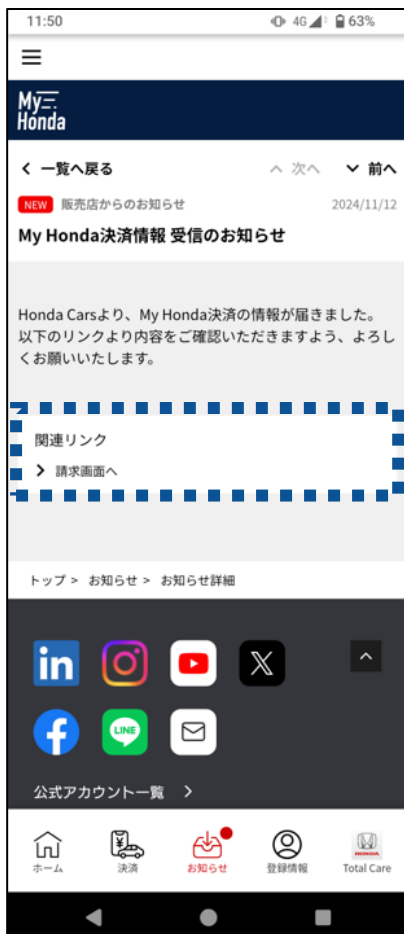 11:50 4G 63%
My
Honda
一覧へ戻る 次へ 前へ
NEW 販売店からのお知らせ 2024/11/12
My Honda決済情報 受信のお知らせ
Honda Carsより、My Honda決済の情報が届きました。
以下のリンクより内容をご確認いただきますよう、よろし
くお願いいたします。
関連リンク
請求画面へ
トップ > お知らせ > お知らせ詳細
in
LINE
公式アカウント一覧
ホーム 決済 お知らせ 登録情報 HONDA Total Care